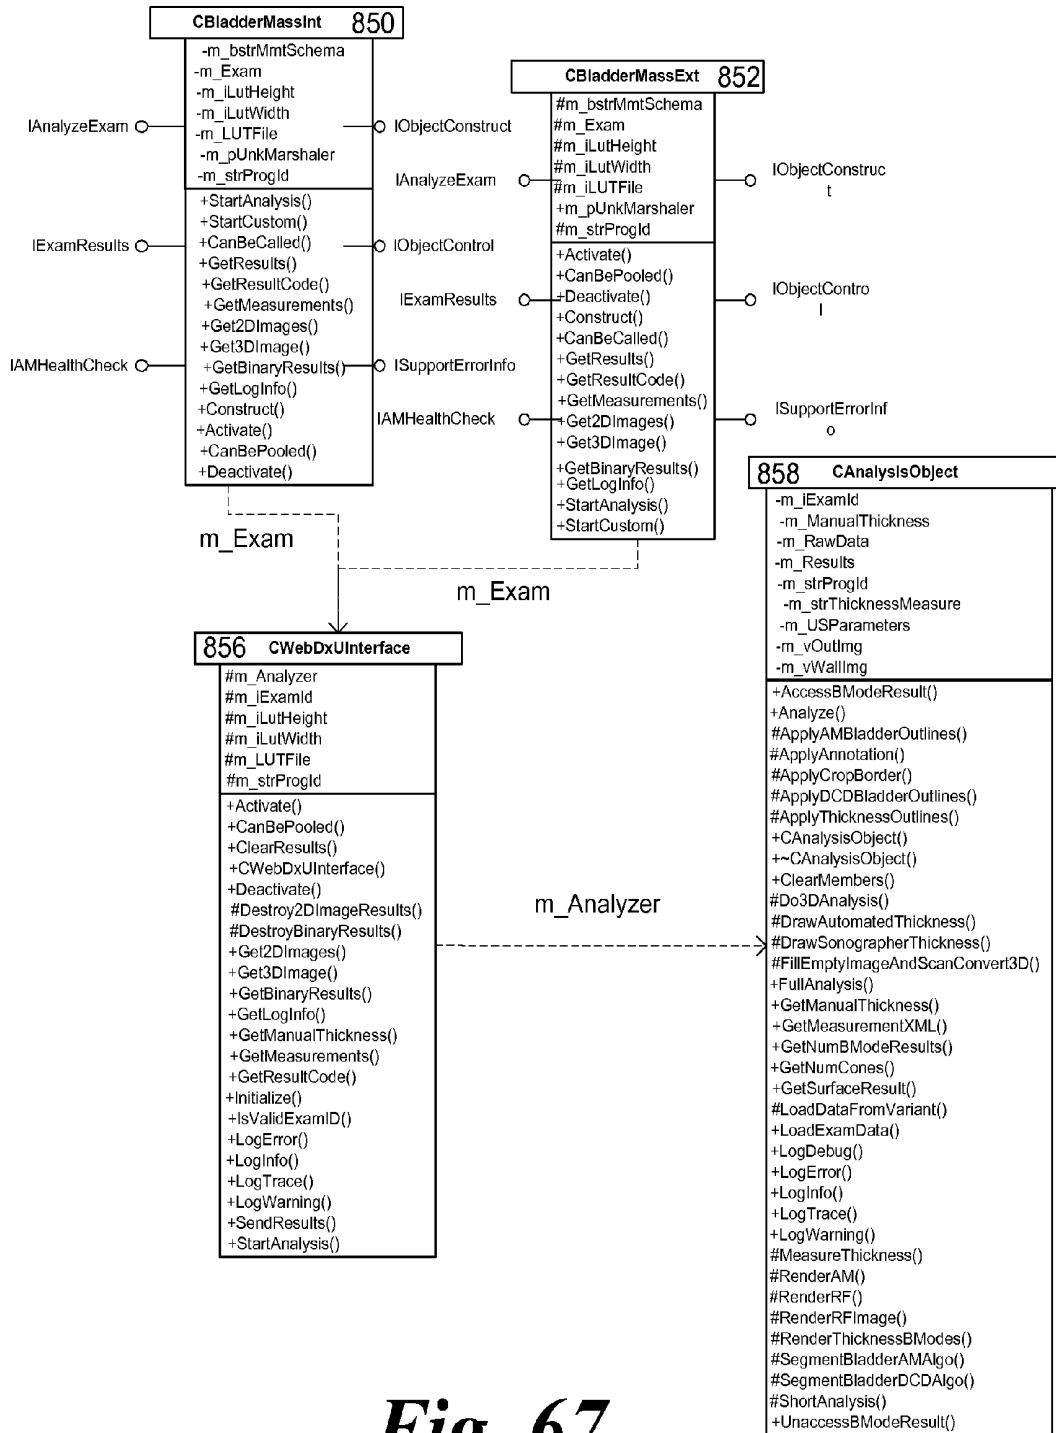 CBladderMassInt 850
-m_bstrMmtSchema
-m_Exam
-m_iLutHeight
-m_iLutWidth
-m_LUTFile
-m_pUnkMarshaler
-m_strProgId
+StartAnalysis()
+StartCustom()
+CanBeCalled()
+GetResults()
+GetResultCode()
+GetMeasurements()
+Get2DImages()
+Get3DImage()
+GetBinaryResults()
+GetLogInfo()
+Construct()
+Activate()
+CanBePooled()
+Deactivate()
IAnalyzeExam
IExamResults
IAMHealthCheck
IObjectConstruct
IObjectControl
ISupportErrorInfo
CBladderMassExt 852
#m_bstrMmtSchema
#m_Exam
#m_iLutHeight
#m_iLutWidth
#m_iLUTFile
+m_pUnkMarshaler
#m_strProgId
+Activate()
+CanBePooled()
+Deactivate()
+Construct()
+CanBeCalled()
+GetResults()
+GetResultCode()
+GetMeasurements()
+Get2DImages()
+Get3DImage()
+GetBinaryResults()
+GetLogInfo()
+StartAnalysis()
+StartCustom()
IAnalyzeExam
IExamResults
IAMHealthCheck
IObjectConstruc
t
IObjectContro
l
ISupportErrorInf
o
m_Exam
m_Exam
856 CWebDxUInterface
#m_Analyzer
#m_iExamId
#m_iLutHeight
#m_iLutWidth
#m_LUTFile
#m_strProgId
+Activate()
+CanBePooled()
+ClearResults()
+CWebDxUInterface()
+Deactivate()
#Destroy2DImageResults()
#DestroyBinaryResults()
+Get2DImages()
+Get3DImage()
+GetBinaryResults()
+GetLogInfo()
+GetManualThickness()
+GetMeasurements()
+GetResultCode()
+Initialize()
+IsValidExamID()
+LogError()
+LogInfo()
+LogTrace()
+LogWarning()
+SendResults()
+StartAnalysis()
m_Analyzer
858 CAnalysisObject
-m_iExamId
-m_ManualThickness
-m_RawData
-m_Results
-m_strProgId
-m_strThicknessMeasure
-m_USParameters
-m_vOutImg
-m_vWallImg
+AccessBModeResult()
+Analyze()
#ApplyAMBladderOutlines()
#ApplyAnnotation()
#ApplyCropBorder()
#ApplyDCDBladderOutlines()
#ApplyThicknessOutlines()
+CAnalysisObject()
+~CAnalysisObject()
+ClearMembers()
#Do3DAnalysis()
#DrawAutomatedThickness()
#DrawSonographerThickness()
#FillEmptyImageAndScanConvert3D()
+FullAnalysis()
+GetManualThickness()
+GetMeasurementXML()
+GetNumBModeResults()
+GetNumCones()
+GetSurfaceResult()
#LoadDataFromVariant()
+LoadExamData()
+LogDebug()
+LogError()
+LogInfo()
+LogTrace()
+LogWarning()
#MeasureThickness()
#RenderAM()
#RenderRF()
#RenderRFImage()
#RenderThicknessBModes()
#SegmentBladderAMAlgo()
#SegmentBladderDCDAlgo()
#ShortAnalysis()
+UnaccessBModeResult()
Fig. 67